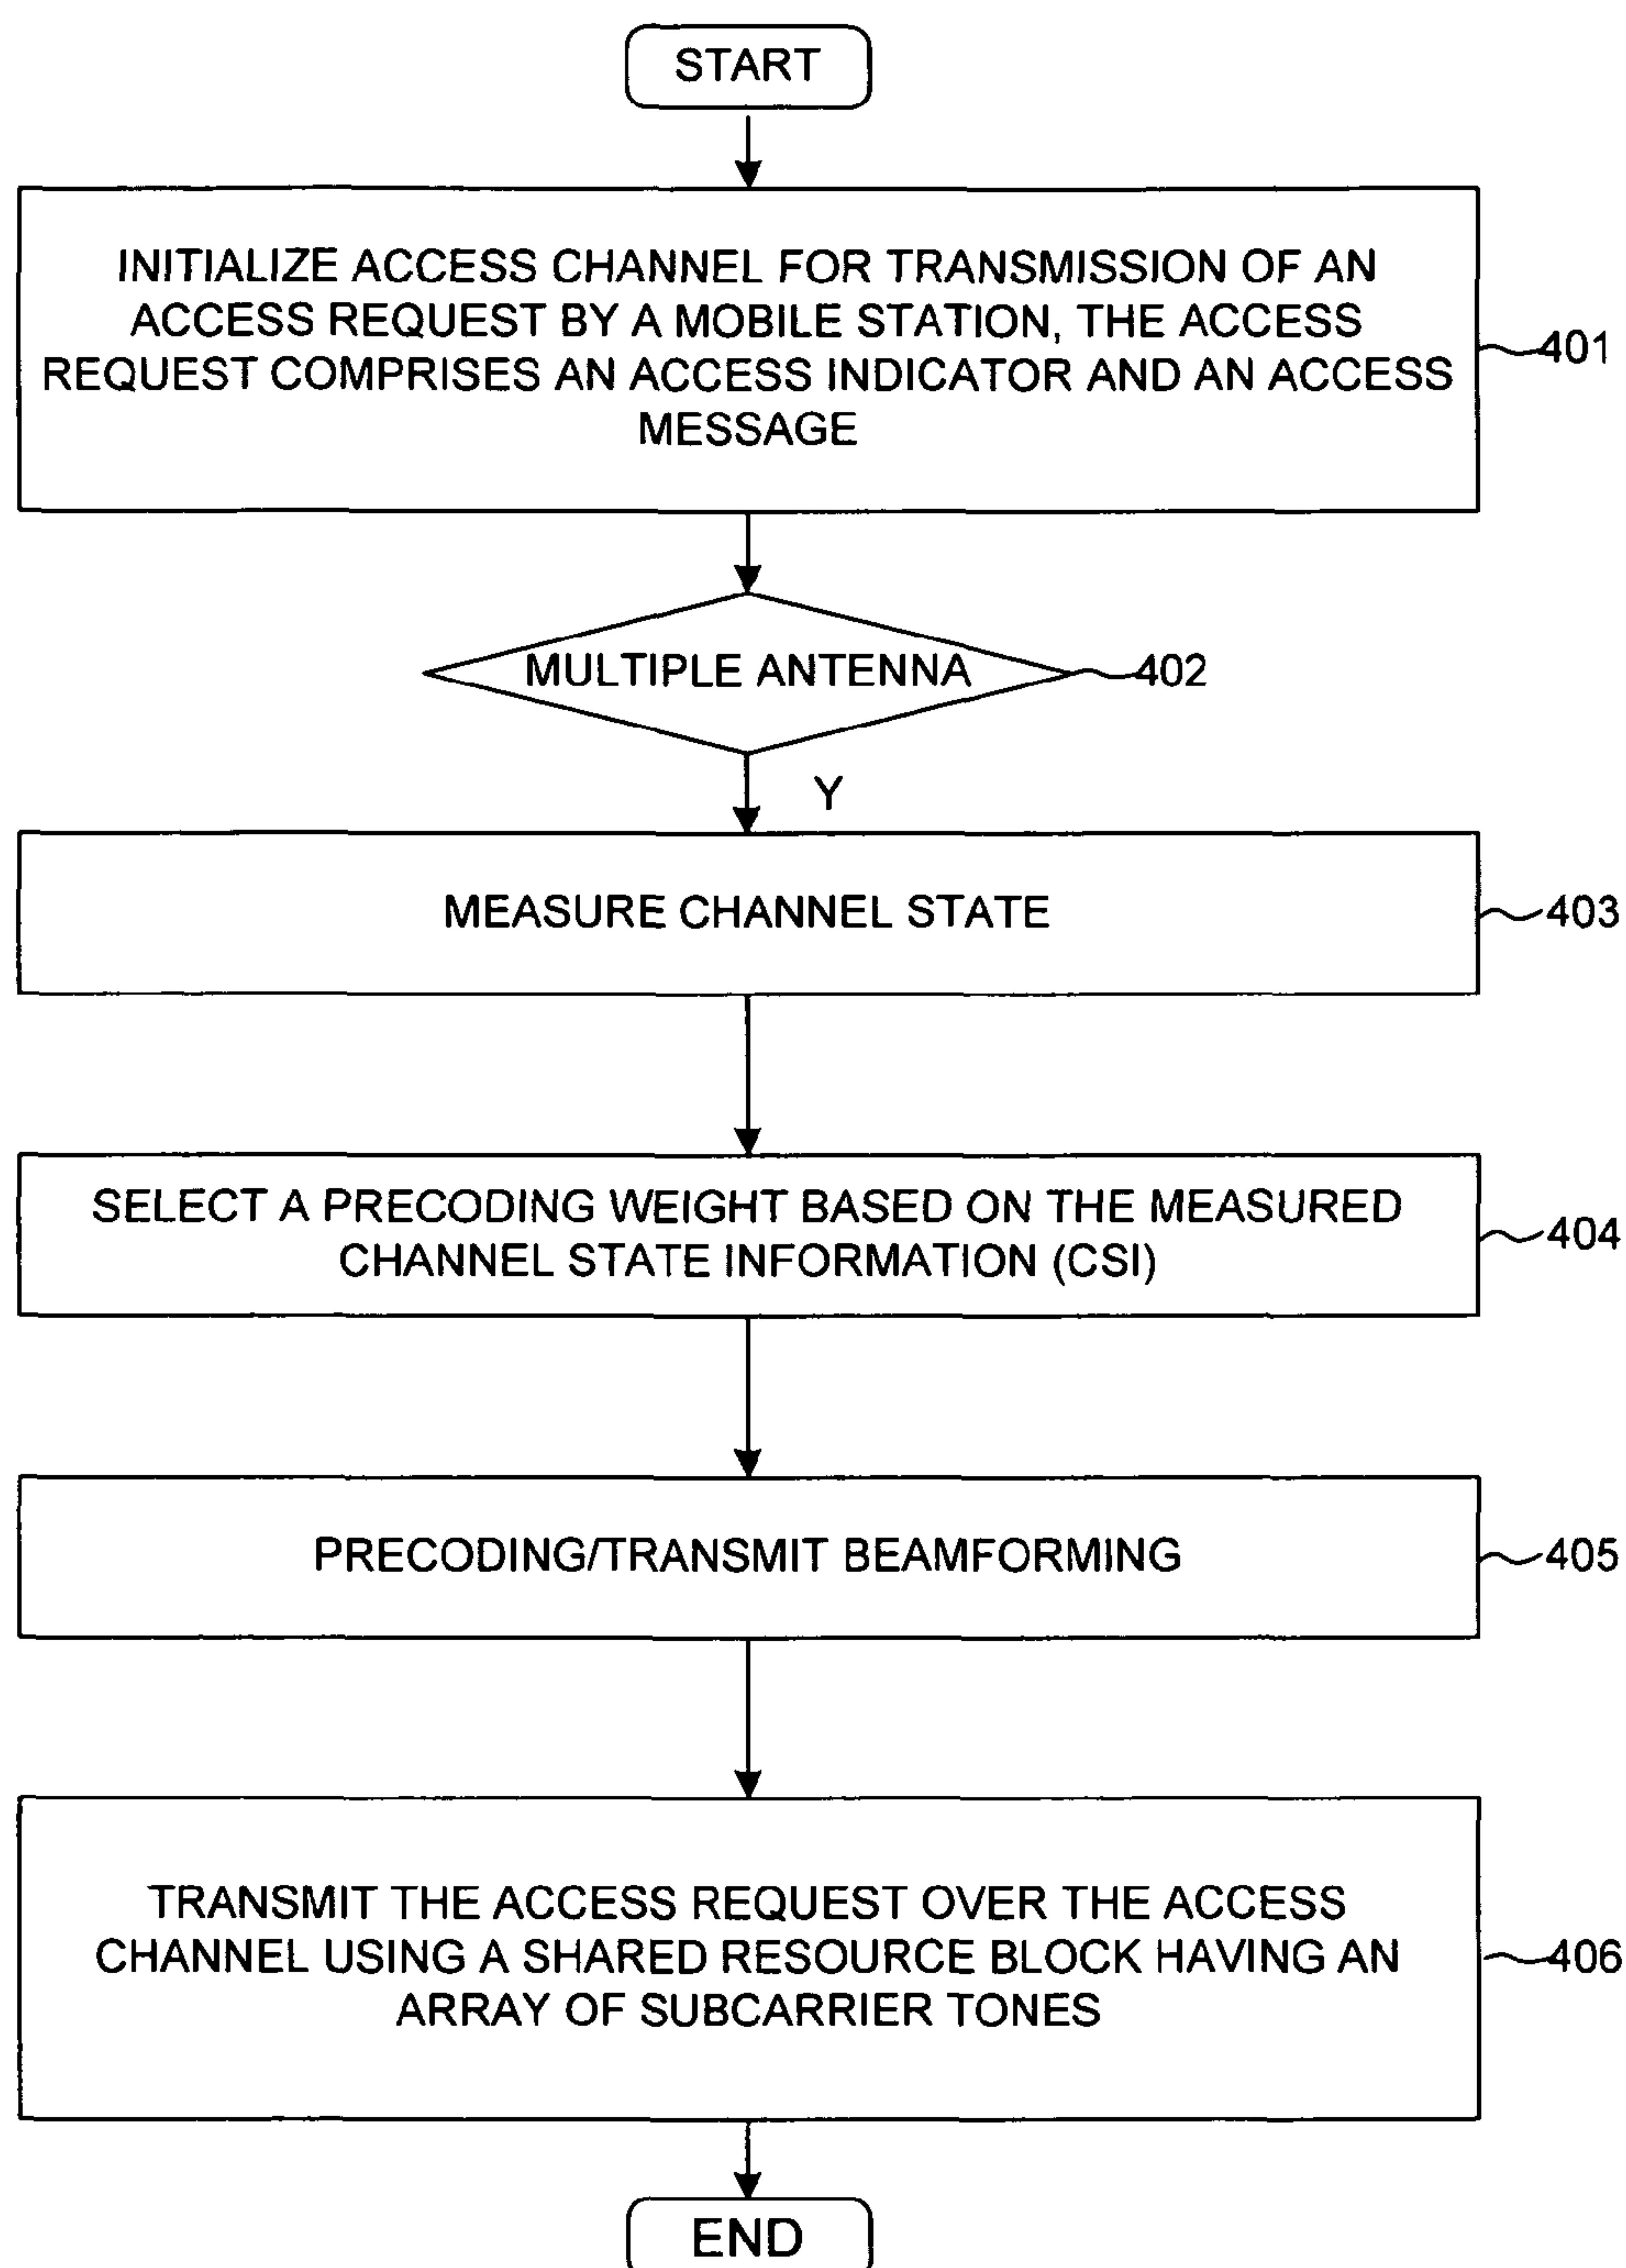 START
INITIALIZE ACCESS CHANNEL FOR TRANSMISSION OF AN
ACCESS REQUEST BY A MOBILE STATION, THE ACCESS
REQUEST COMPRISES AN ACCESS INDICATOR AND AN ACCESS
MESSAGE
401
MULTIPLE ANTENNA
402
Y
MEASURE CHANNEL STATE
403
SELECT A PRECODING WEIGHT BASED ON THE MEASURED
CHANNEL STATE INFORMATION (CSI)
404
PRECODING/TRANSMIT BEAMFORMING
405
TRANSMIT THE ACCESS REQUEST OVER THE ACCESS
CHANNEL USING A SHARED RESOURCE BLOCK HAVING AN
ARRAY OF SUBCARRIER TONES
406
END